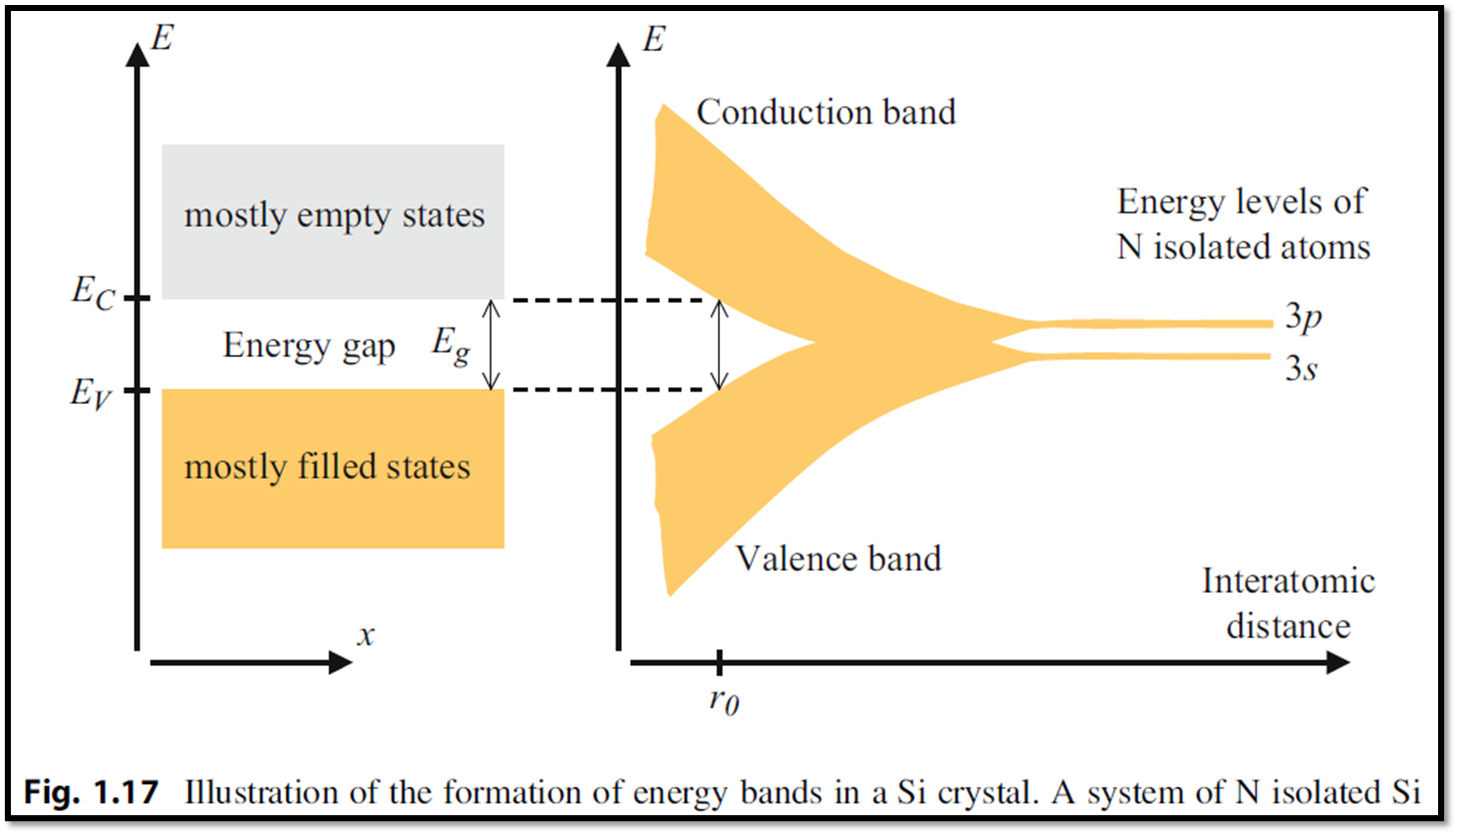 E
mostly empty states
E_C
Energy gap
E_g
E_V
mostly filled states
x
E
Conduction band
Energy levels of
N isolated atoms
3p
3s
Valence band
Interatomic
distance
r_0
Fig. 1.17 Illustration of the formation of energy bands in a Si crystal. A system of N isolated Si